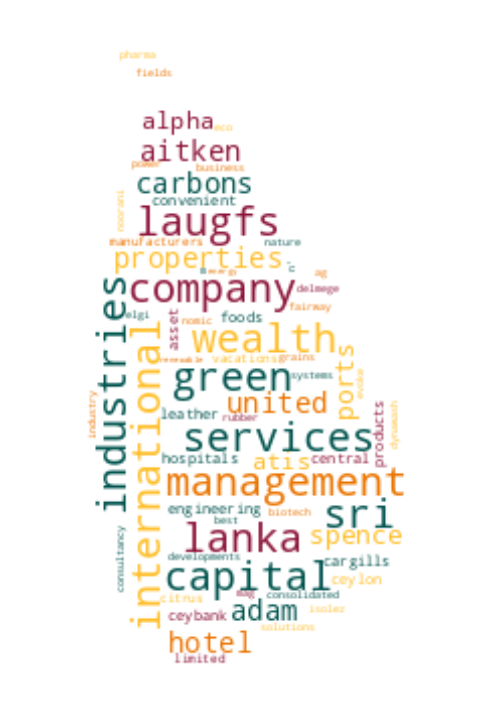 pharma
fields
alpha
eco
aitken
power
business
carbons
convenient
noorani
laugfs
manufacturers
nature
properties
c
energy
ag
company
delmege
industries
fairway
elgi
asset
nomic
foods
international
wealth
renewable
vacations
grains
ports
green
systems
evoke
united
industry
leather
rubber
products
dynawash
services
hospitals
atis
central
management
engineering
biotech
sri
best
lanka
spence
consultancy
developments
cargills
capital
ceylon
citrus
mag
consolidated
ceybank
adam
isolez
solutions
hotel
limited